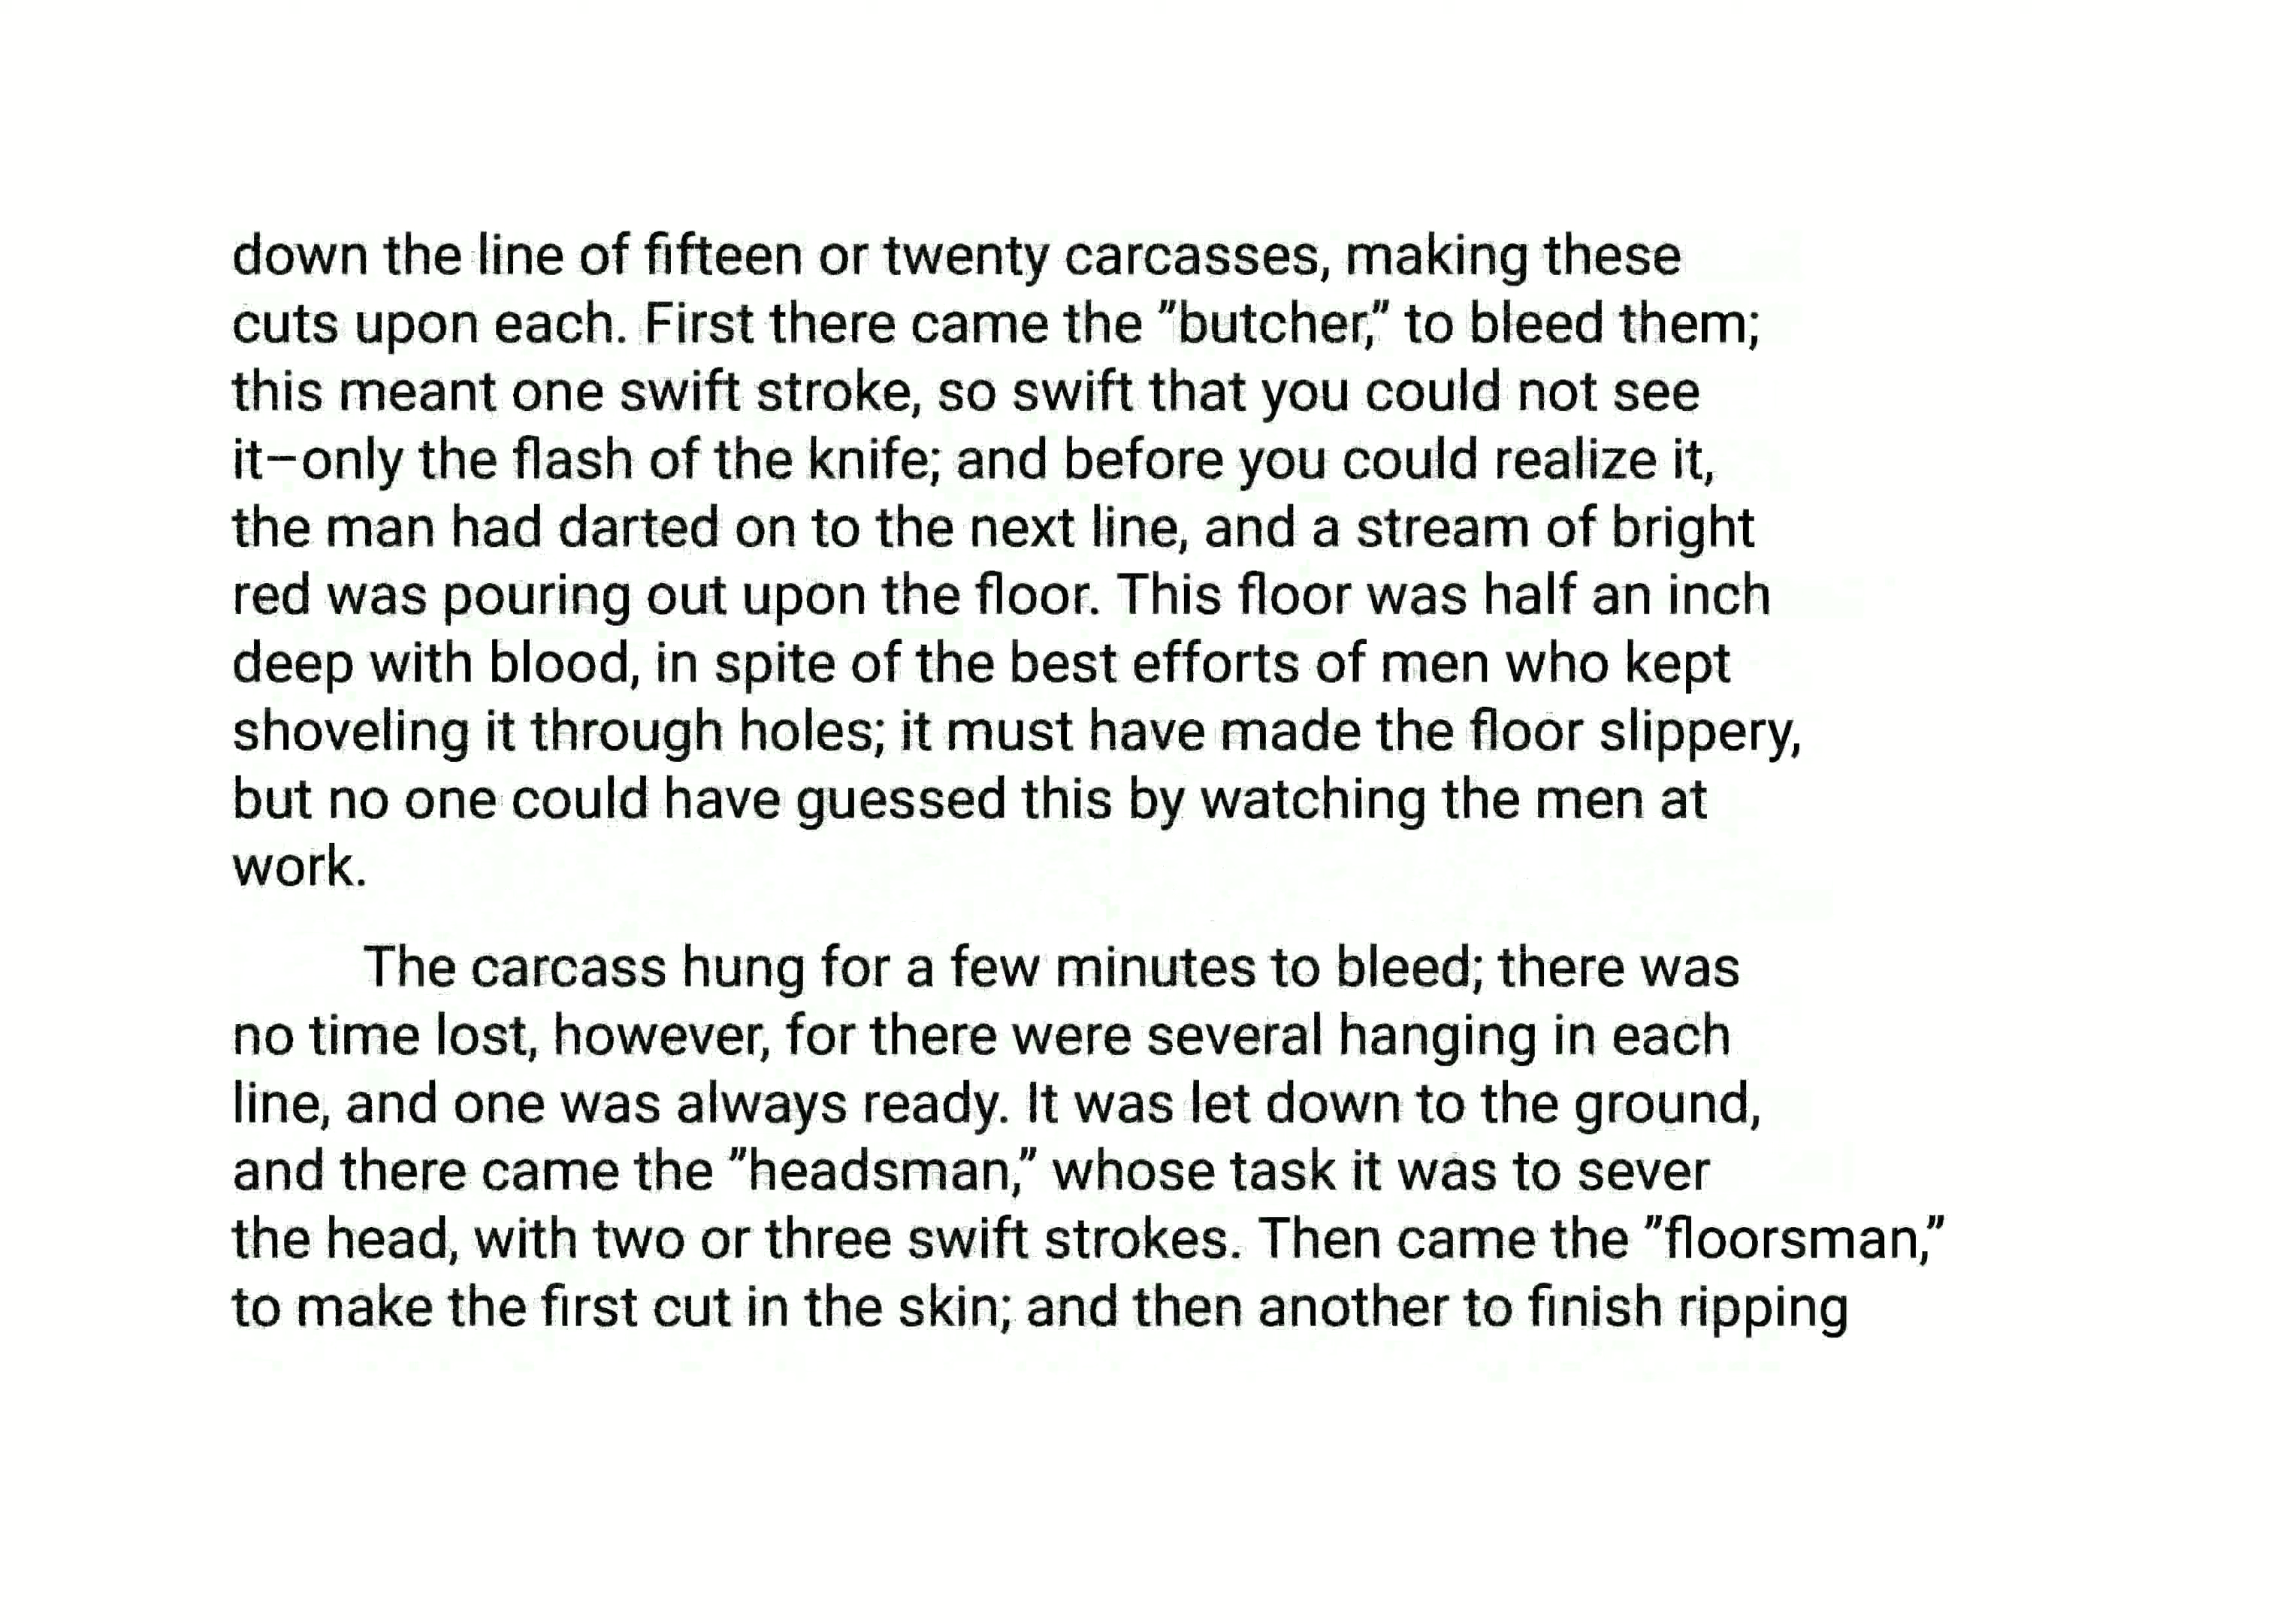 down the line of fifteen or twenty carcasses, making these
cuts upon each. First there came the "butcher," to bleed them;
this meant one swift stroke, so swift that you could not see
it–only the flash of the knife; and before you could realize it,
the man had darted on to the next line, and a stream of bright
red was pouring out upon the floor. This floor was half an inch
deep with blood, in spite of the best efforts of men who kept
shoveling it through holes; it must have made the floor slippery,
but no one could have guessed this by watching the men at
work.
The carcass hung for a few minutes to bleed; there was
no time lost, however, for there were several hanging in each
line, and one was always ready. It was let down to the ground,
and there came the "headsman," whose task it was to sever
the head, with two or three swift strokes. Then came the "floorsman,"
to make the first cut in the skin; and then another to finish ripping